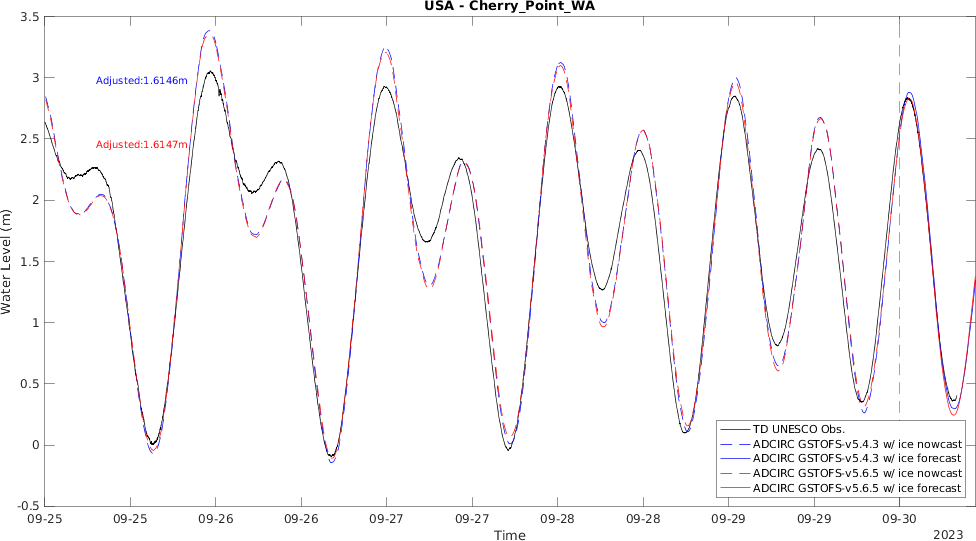 USA - Cherry_Point_WA
3.5
3
2.5
2
1.5
1
0.5
0
-0.5
Water Level (m)
Adjusted:1.6146m
Adjusted:1.6147m
TD UNESCO Obs.
ADCIRC GSTOFS-v5.4.3 w/ ice nowcast
ADCIRC GSTOFS-v5.4.3 w/ ice forecast
ADCIRC GSTOFS-v5.6.5 w/ ice nowcast
ADCIRC GSTOFS-v5.6.5 w/ ice forecast
09-25 09-25 09-26 09-26 09-27 09-27 09-28 09-28 09-29 09-29 09-30
Time
2023